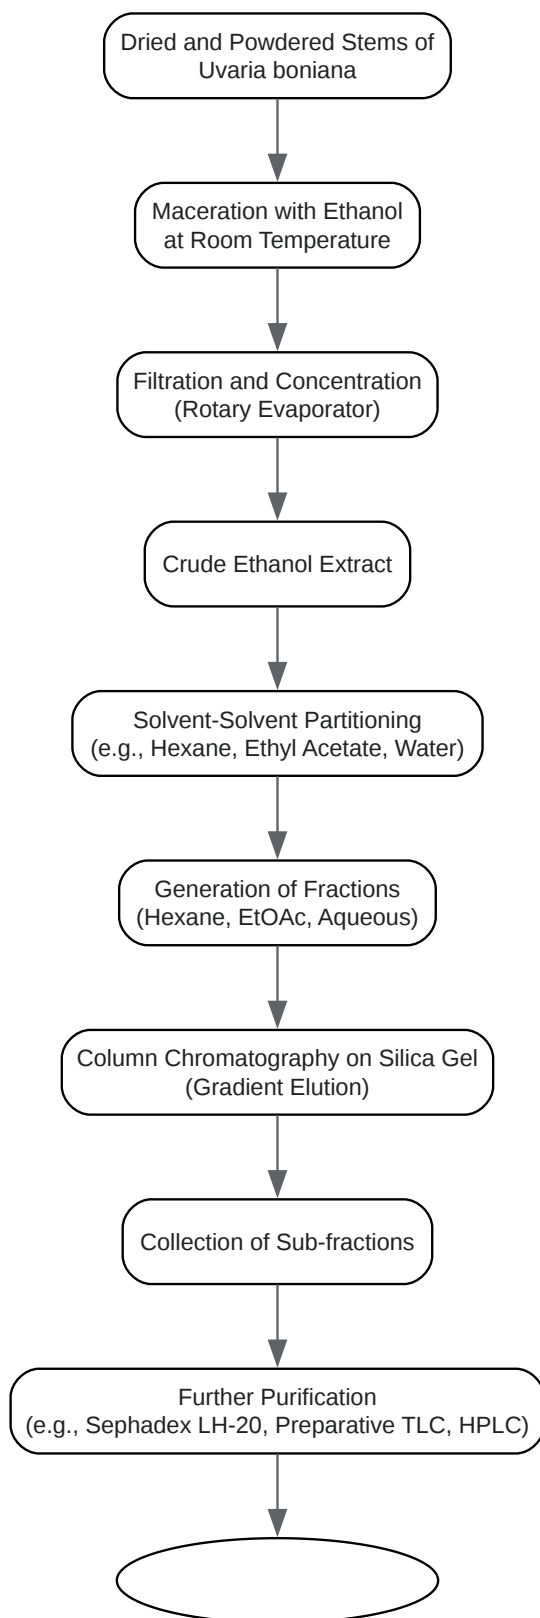 Dried and Powdered Stems of
Uvaria boniana
Maceration with Ethanol
at Room Temperature
Filtration and Concentration
(Rotary Evaporator)
Crude Ethanol Extract
Solvent-Solvent Partitioning
(e.g., Hexane, Ethyl Acetate, Water)
Generation of Fractions
(Hexane, EtOAc, Aqueous)
Column Chromatography on Silica Gel
(Gradient Elution)
Collection of Sub-fractions
Further Purification
(e.g., Sephadex LH-20, Preparative TLC, HPLC)